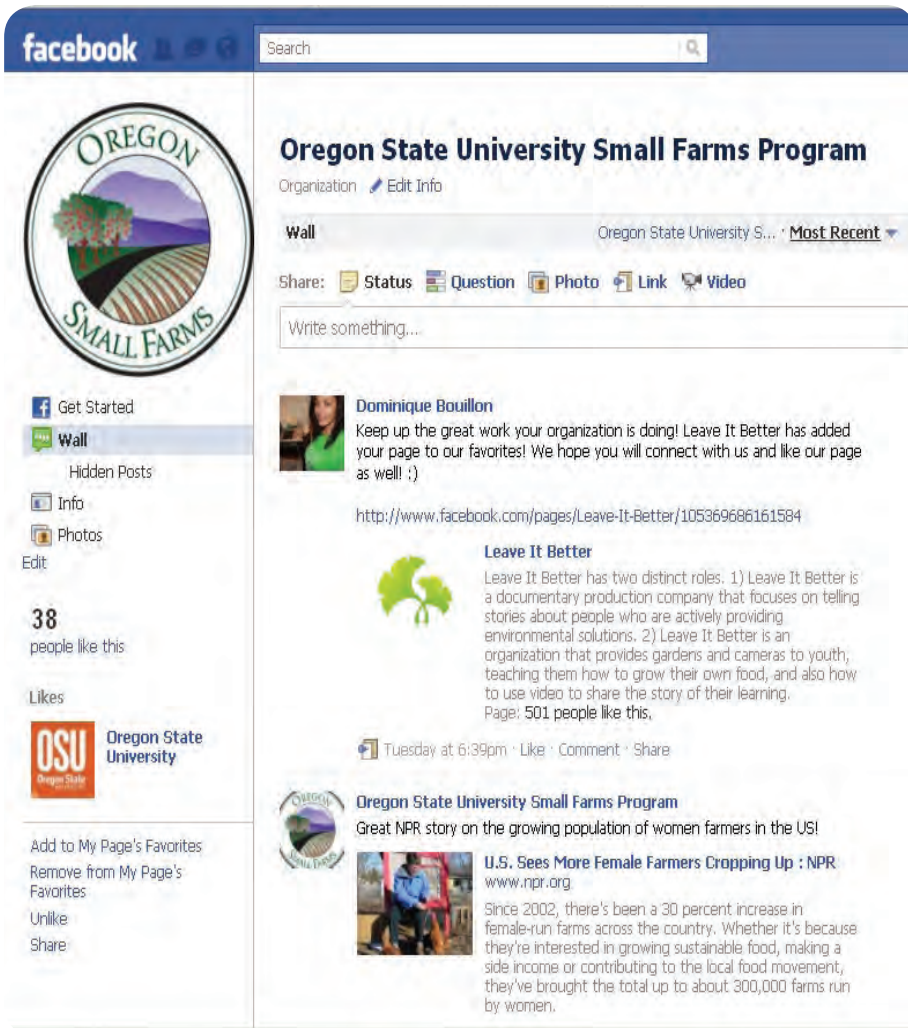 facebook
Search
OREGON
SMALL FARMS
Get Started
Wall
Hidden Posts
Info
Photos
Edit
38
people like this
Likes
OSU
Oregon State
Oregon State
University
Add to My Page's Favorites
Remove from My Page's
Favorites
Unlike
Share
Oregon State University Small Farms Program
Organization Edit Info
Wall Oregon State University S... · Most Recent
Share: Status Question Photo Link Video
Write something...
Dominique Bouillon
Keep up the great work your organization is doing! Leave It Better has added
your page to our favorites! We hope you will connect with us and like our page
as well! :)
http://www.facebook.com/pages/Leave-It-Better/105369686161584
Leave It Better
Leave It Better has two distinct roles. 1) Leave It Better is
a documentary production company that focuses on telling
stories about people who are actively providing
environmental solutions. 2) Leave It Better is an
organization that provides gardens and cameras to youth,
teaching them how to grow their own food, and also how
to use video to share the story of their learning.
Page: 501 people like this.
Tuesday at 6:39pm · Like · Comment · Share
OREGON
SMALL FARMS
Oregon State University Small Farms Program
Great NPR story on the growing population of women farmers in the US!
U.S. Sees More Female Farmers Cropping Up : NPR
www.npr.org
Since 2002, there's been a 30 percent increase in
female-run farms across the country. Whether it's because
they're interested in growing sustainable food, making a
side income or contributing to the local food movement,
they've brought the total up to about 300,000 farms run
by women.